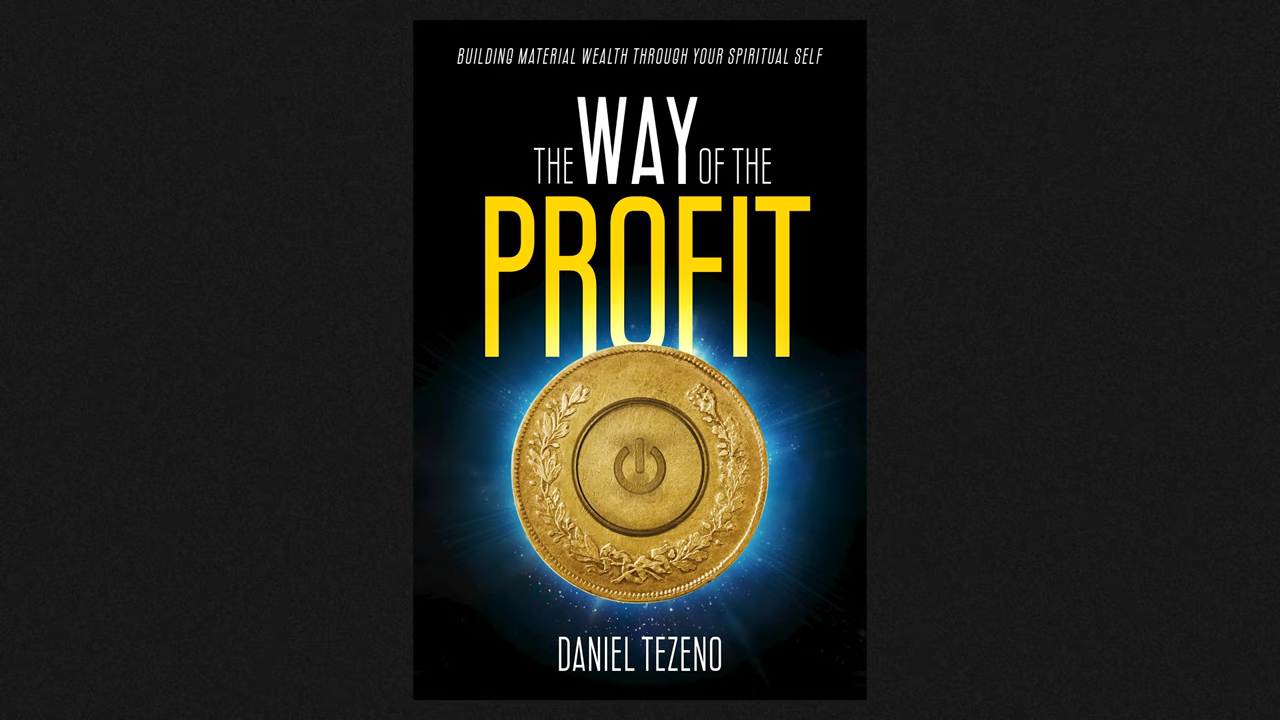 BUILDING MATERIAL WEALTH THROUGH YOUR SPIRITUAL SELF
THE WAY OF THE
PROFIT
DANIEL TEZENO